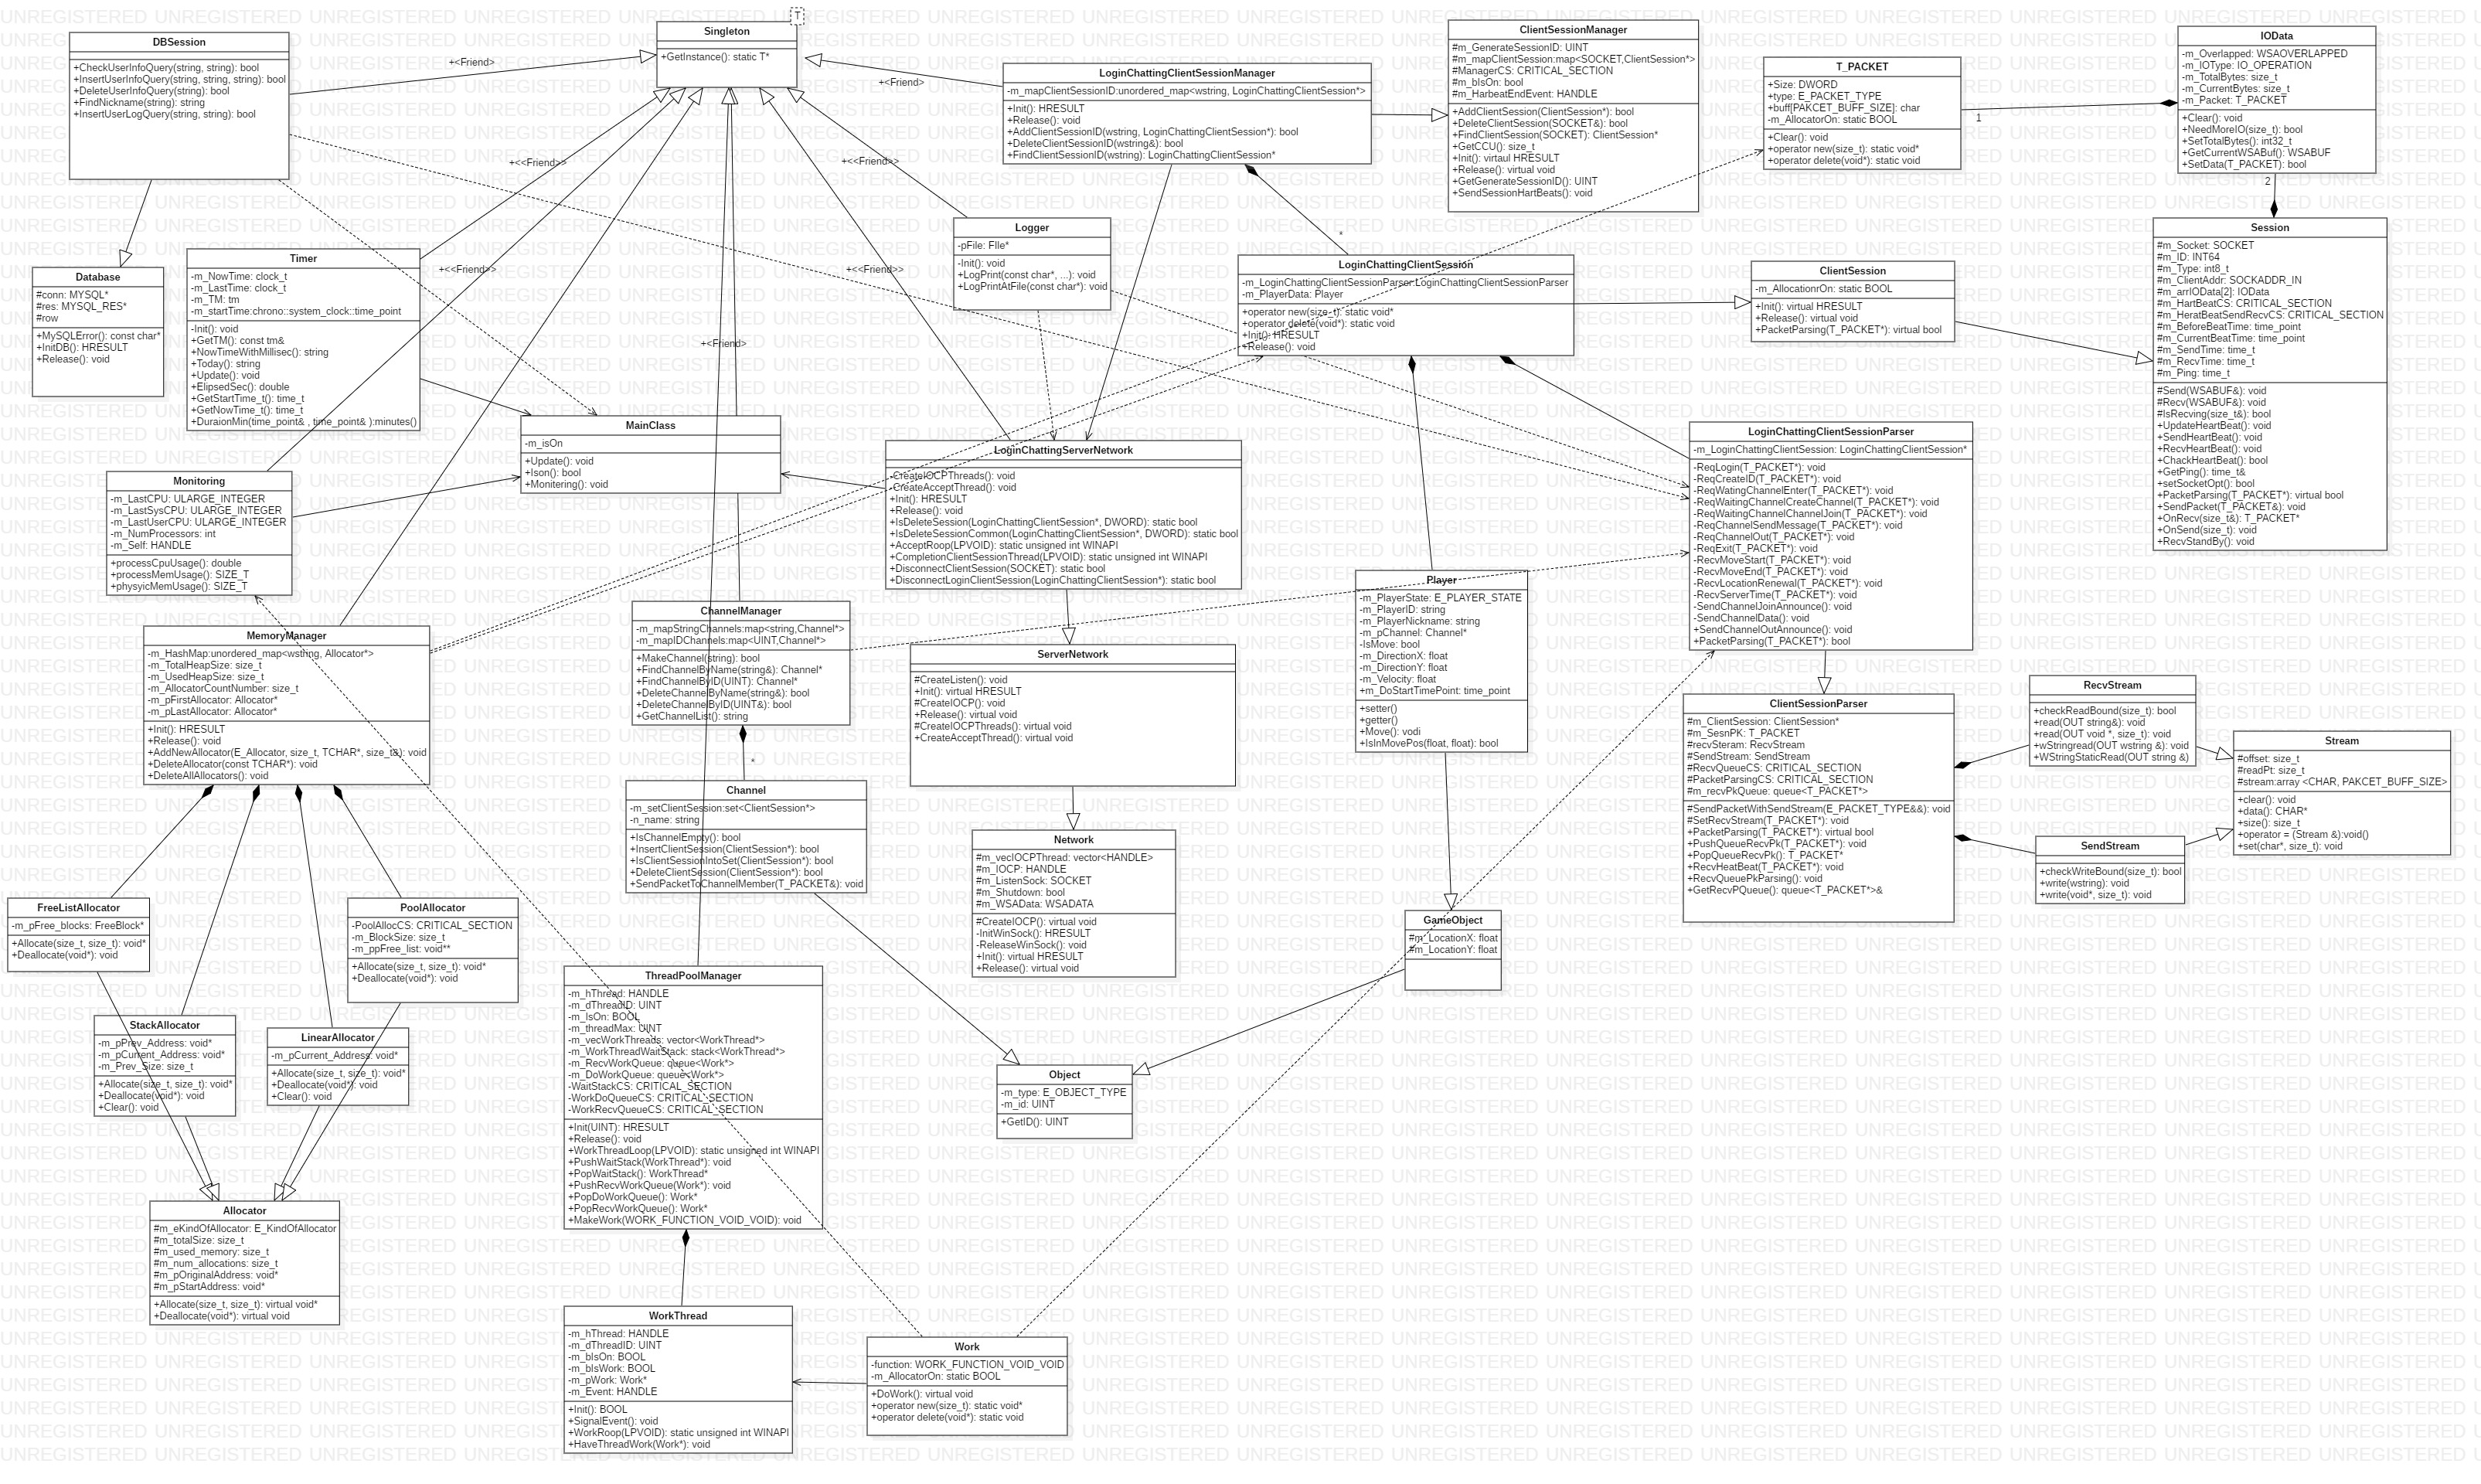 DBSession
+CheckUserInfoQuery(string, string): bool
+InsertUserInfoQuery(string, string, string): bool
+DeleteUserInfoQuery(string): bool
+FindNickname(string): string
+InsertUserLogQuery(string, string): bool
Singleton
T
+GetInstance(): static T*
+<Friend>
+<Friend>
+<<Friend>>
+<<Friend>>
+<<Friend>>
+<<Friend>>
+<Friend>
LoginChattingClientSessionManager
-m_mapClientSessionID:unordered_map<wstring, LoginChattingClientSession*>
+Init(): HRESULT
+Release(): void
+AddClientSessionID(wstring, LoginChattingClientSession*): bool
+DeleteClientSessionID(wstring&): bool
+FindClientSessionID(wstring): LoginChattingClientSession*
ClientSessionManager
#m_GenerateSessionID: UINT
#m_mapClientSession:map<SOCKET,ClientSession*>
#ManagerCS: CRITICAL_SECTION
#m_bIsOn: bool
#m_HarbeatEndEvent: HANDLE
+AddClientSession(ClientSession*): bool
+DeleteClientSession(SOCKET&): bool
+FindClientSession(SOCKET): ClientSession*
+GetCCU(): size_t
+Init(): virtaul HRESULT
+Release(): virtual void
+GetGenerateSessionID(): UINT
+SendSessionHartBeats(): void
T_PACKET
+Size: DWORD
+type: E_PACKET_TYPE
+buff[PAKCET_BUFF_SIZE]: char
-m_AllocatorOn: static BOOL
+Clear(): void
+operator new(size_t): static void*
+operator delete(void*): static void
1
IOData
-m_Overlapped: WSAOVERLAPPED
-m_IOType: IO_OPERATION
-m_TotalBytes: size_t
-m_CurrentBytes: size_t
-m_Packet: T_PACKET
+Clear(): void
+NeedMoreIO(size_t): bool
+SetTotalBytes(): int32_t
+GetCurrentWSABuf(): WSABUF
+SetData(T_PACKET): bool
2
Session
#m_Socket: SOCKET
#m_ID: INT64
#m_Type: int8_t
#m_ClientAddr: SOCKADDR_IN
#m_arrIOData[2]: IOData
#m_HartBeatCS: CRITICAL_SECTION
#m_HeratBeatSendRecvCS: CRITICAL_SECTION
#m_BeforeBeatTime: time_point
#m_CurrentBeatTime: time_point
#m_SendTime: time_t
#m_RecvTime: time_t
#m_Ping: time_t
#Send(WSABUF&): void
#Recv(WSABUF&): void
#IsRecving(size_t&): bool
+UpdateHeartBeat(): void
+SendHeartBeat(): void
+RecvHeartBeat(): void
+ChackHeartBeat(): bool
+GetPing(): time_t&
+setSocketOpt(): bool
+PacketParsing(T_PACKET*): virtual bool
+SendPacket(T_PACKET&): void
+OnRecv(size_t&): T_PACKET*
+OnSend(size_t): void
+RecvStandBy(): void
Logger
-pFile: FIle*
-Init(): void
+LogPrint(const char*, ...): void
+LogPrintAtFile(const char*): void
*
LoginChattingClientSession
-m_LoginChattingClientSessionParser:LoginChattingClientSessionParser
-m_PlayerData: Player
+operator new(size_t): static void*
+operator delete(void*): static void
+Init(): HRESULT
+Release(): void
ClientSession
-m_AllocationrOn: static BOOL
+Init(): virtual HRESULT
+Release(): virtual void
+PacketParsing(T_PACKET*): virtual bool
Database
#conn: MYSQL*
#res: MYSQL_RES*
#row
+MySQLError(): const char*
+InitDB(): HRESULT
+Release(): void
Timer
-m_NowTime: clock_t
-m_LastTime: clock_t
-m_TM: tm
-m_startTime:chrono::system_clock::time_point
-Init(): void
+GetTM(): const tm&
+NowTimeWithMillisec(): string
+Today(): string
+Update(): void
+ElipsedSec(): double
+GetStartTime_t(): time_t
+GetNowTime_t(): time_t
+DuraionMin(time_point& , time_point& ):minutes()
MainClass
-m_isOn
+Update(): void
+Ison(): bool
+Monitering(): void
LoginChattingServerNetwork
-CreateIOCPThreads(): void
-CreateAcceptThread(): void
+Init(): HRESULT
+Release(): void
+IsDeleteSession(LoginChattingClientSession*, DWORD): static bool
+IsDeleteSessionCommon(LoginChattingClientSession*, DWORD): static bool
+AcceptRoop(LPVOID): static unsigned int WINAPI
+CompletionClientSessionThread(LPVOID): static unsigned int WINAPI
+DisconnectClientSession(SOCKET): static bool
+DisconnectLoginClientSession(LoginChattingClientSession*): static bool
LoginChattingClientSessionParser
-m_LoginChattingClientSession: LoginChattingClientSession*
-ReqLogin(T_PACKET*): void
-ReqCreateID(T_PACKET*): void
-ReqWatingChannelEnter(T_PACKET*): void
-ReqWaitingChannelCreateChannel(T_PACKET*): void
-ReqWaitingChannelChannelJoin(T_PACKET*): void
-ReqChannelSendMessage(T_PACKET*): void
-ReqChannelOut(T_PACKET*): void
-ReqExit(T_PACKET*): void
-RecvMoveStart(T_PACKET*): void
-RecvMoveEnd(T_PACKET*): void
-RecvLocationRenewal(T_PACKET*): void
-RecvServerTime(T_PACKET*): void
-SendChannelJoinAnnounce(): void
-SendChannelData(): void
+SendChannelOutAnnounce(): void
+PacketParsing(T_PACKET*): bool
Monitoring
-m_LastCPU: ULARGE_INTEGER
-m_LastSysCPU: ULARGE_INTEGER
-m_LastUserCPU: ULARGE_INTEGER
-m_NumProcessors: int
-m_Self: HANDLE
+processCpuUsage(): double
+processMemUsage(): SIZE_T
+physyicMemUsage(): SIZE_T
MemoryManager
-m_HashMap:unordered_map<wstring, Allocator*>
-m_TotalHeapSize: size_t
-m_UsedHeapSize: size_t
-m_AllocatorCountNumber: size_t
-m_pFirstAllocator: Allocator*
-m_pLastAllocator: Allocator*
+Init(): HRESULT
+Release(): void
+AddNewAllocator(E_Allocator, size_t, TCHAR*, size_t&): void
+DeleteAllocator(const TCHAR*): void
+DeleteAllAllocators(): void
ChannelManager
-m_mapStringChannels:map<string,Channel*>
-m_mapIDChannels:map<UINT,Channel*>
+MakeChannel(string): bool
+FindChannelByName(string&): Channel*
+FindChannelByID(UINT): Channel*
+DeleteChannelByName(string&): bool
+DeleteChannelByID(UINT&): bool
+GetChannelList(): string
*
Channel
-m_setClientSession:set<ClientSession*>
-n_name: string
+IsChannelEmpty(): bool
+InsertClientSession(ClientSession*): bool
+IsClientSessionIntoSet(ClientSession*): bool
+DeleteClientSession(ClientSession*): bool
+SendPacketToChannelMember(T_PACKET&): void
ServerNetwork
#CreateListen(): void
+Init(): virtual HRESULT
#CreateIOCP(): void
+Release(): virtual void
#CreateIOCPThreads(): virtual void
+CreateAcceptThread(): virtual void
Network
#m_vecIOCPThread: vector<HANDLE>
#m_IOCP: HANDLE
#m_ListenSock: SOCKET
#m_Shutdown: bool
#m_WSAData: WSADATA
#CreateIOCP(): virtual void
-InitWinSock(): HRESULT
-ReleaseWinSock(): void
+Init(): virtual HRESULT
+Release(): virtual void
Player
-m_PlayerState: E_PLAYER_STATE
-m_PlayerID: string
-m_PlayerNickname: string
-m_pChannel: Channel*
-IsMove: bool
-m_DirectionX: float
-m_DirectionY: float
-m_Velocity: float
+m_DoStartTimePoint: time_point
+setter()
+getter()
+Move(): vodi
+IsInMovePos(float, float): bool
ClientSessionParser
#m_ClientSession: ClientSession*
#m_SesnPK: T_PACKET
#recvSteram: RecvStream
#SendStream: SendStream
#RecvQueueCS: CRITICAL_SECTION
#PacketParsingCS: CRITICAL_SECTION
#m_recvPkQueue: queue<T_PACKET*>
#SendPacketWithSendStream(E_PACKET_TYPE&&): void
#SetRecvStream(T_PACKET*): void
+PacketParsing(T_PACKET*): virtual bool
+PushQueueRecvPk(T_PACKET*): void
+PopQueueRecvPk(): T_PACKET*
+RecvHeatBeat(T_PACKET*): void
+RecvQueuePkParsing(): void
+GetRecvPQueue(): queue<T_PACKET*>&
RecvStream
+checkReadBound(size_t): bool
+read(OUT string&): void
+read(OUT void *, size_t): void
+wStringread(OUT wstring &): void
+WStringStaticRead(OUT string &)
Stream
#offset: size_t
#readPt: size_t
#stream:array <CHAR, PAKCET_BUFF_SIZE>
+clear(): void
+data(): CHAR*
+size(): size_t
+operator = (Stream &):void()
+set(char*, size_t): void
SendStream
+checkWriteBound(size_t): bool
+write(wstring): void
+write(void*, size_t): void
FreeListAllocator
-m_pFree_blocks: FreeBlock*
+Allocate(size_t, size_t): void*
+Deallocate(void*): void
PoolAllocator
-PoolAllocCS: CRITICAL_SECTION
-m_BlockSize: size_t
-m_ppFree_list: void**
+Allocate(size_t, size_t): void*
+Deallocate(void*): void
StackAllocator
-m_pPrev_Address: void*
-m_pCurrent_Address: void*
-m_Prev_Size: size_t
+Allocate(size_t, size_t): void*
+Deallocate(void*): void
+Clear(): void
LinearAllocator
-m_pCurrent_Address: void*
+Allocate(size_t, size_t): void*
+Deallocate(void*): void
+Clear(): void
Allocator
#m_eKindOfAllocator: E_KindOfAllocator
#m_totalSize: size_t
#m_used_memory: size_t
#m_num_allocations: size_t
#m_pOriginalAddress: void*
#m_pStartAddress: void*
+Allocate(size_t, size_t): virtual void*
+Deallocate(void*): virtual void
ThreadPoolManager
-m_hThread: HANDLE
-m_dThreadID: UINT
-m_IsOn: BOOL
-m_threadMax: UINT
-m_vecWorkThreads: vector<WorkThread*>
-m_WorkThreadWaitStack: stack<WorkThread*>
-m_RecvWorkQueue: queue<Work*>
-m_DoWorkQueue: queue<Work*>
-WaitStackCS: CRITICAL_SECTION
-WorkDoQueueCS: CRITICAL_SECTION
-WorkRecvQueueCS: CRITICAL_SECTION
+Init(UINT): HRESULT
+Release(): void
+WorkThreadLoop(LPVOID): static unsigned int WINAPI
+PushWaitStack(WorkThread*): void
+PopWaitStack(): WorkThread*
+PushRecvWorkQueue(Work*): void
+PopDoWorkQueue(): Work*
+PopRecvWorkQueue(): Work*
+MakeWork(WORK_FUNCTION_VOID_VOID): void
GameObject
#m_LocationX: float
#m_LocationY: float
Object
-m_type: E_OBJECT_TYPE
-m_id: UINT
+GetID(): UINT
WorkThread
-m_hThread: HANDLE
-m_dThreadID: UINT
-m_bIsOn: BOOL
-m_bIsWork: BOOL
-m_pWork: Work*
-m_Event: HANDLE
+Init(): BOOL
+SignalEvent(): void
+WorkRoop(LPVOID): static unsigned int WINAPI
+HaveThreadWork(Work*): void
Work
-function: WORK_FUNCTION_VOID_VOID
-m_AllocatorOn: static BOOL
+DoWork(): virtual void
+operator new(size_t): static void*
+operator delete(void*): static void
UNREGISTERED